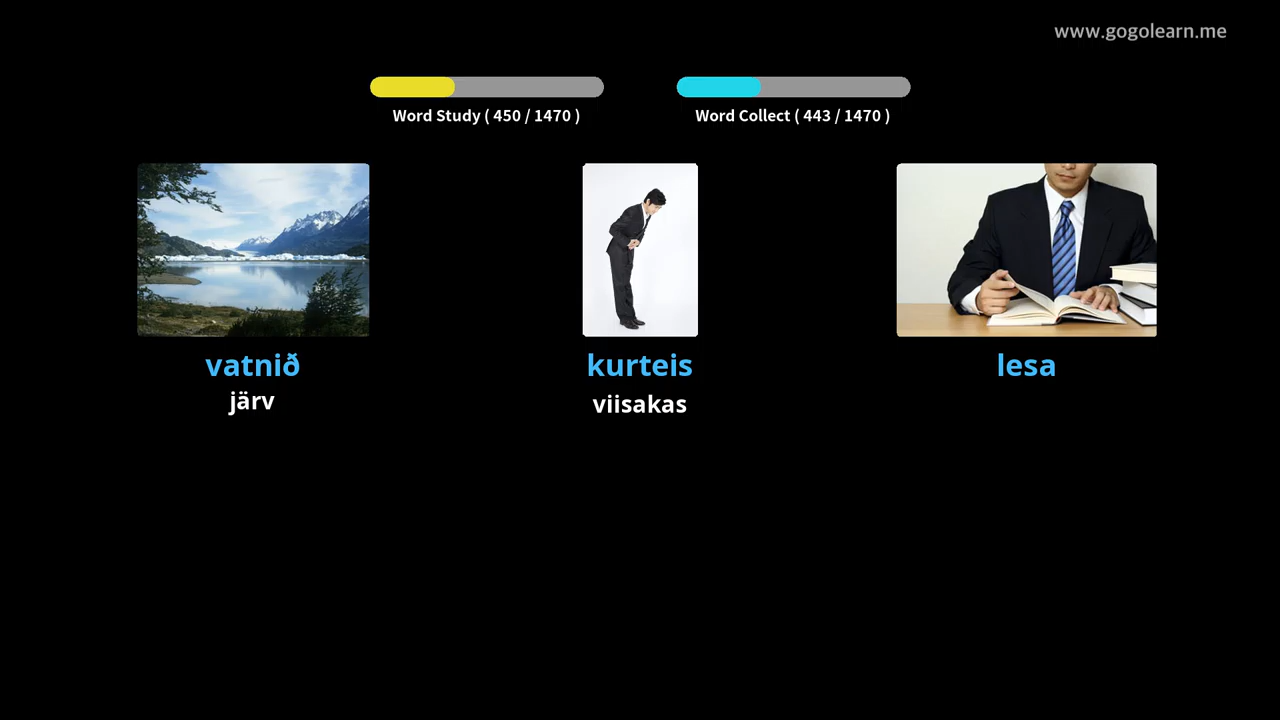 www.gogolearn.me
Word Study ( 450 / 1470 )
Word Collect ( 443 / 1470 )
vatnið
järv
kurteis
viisakas
lesa